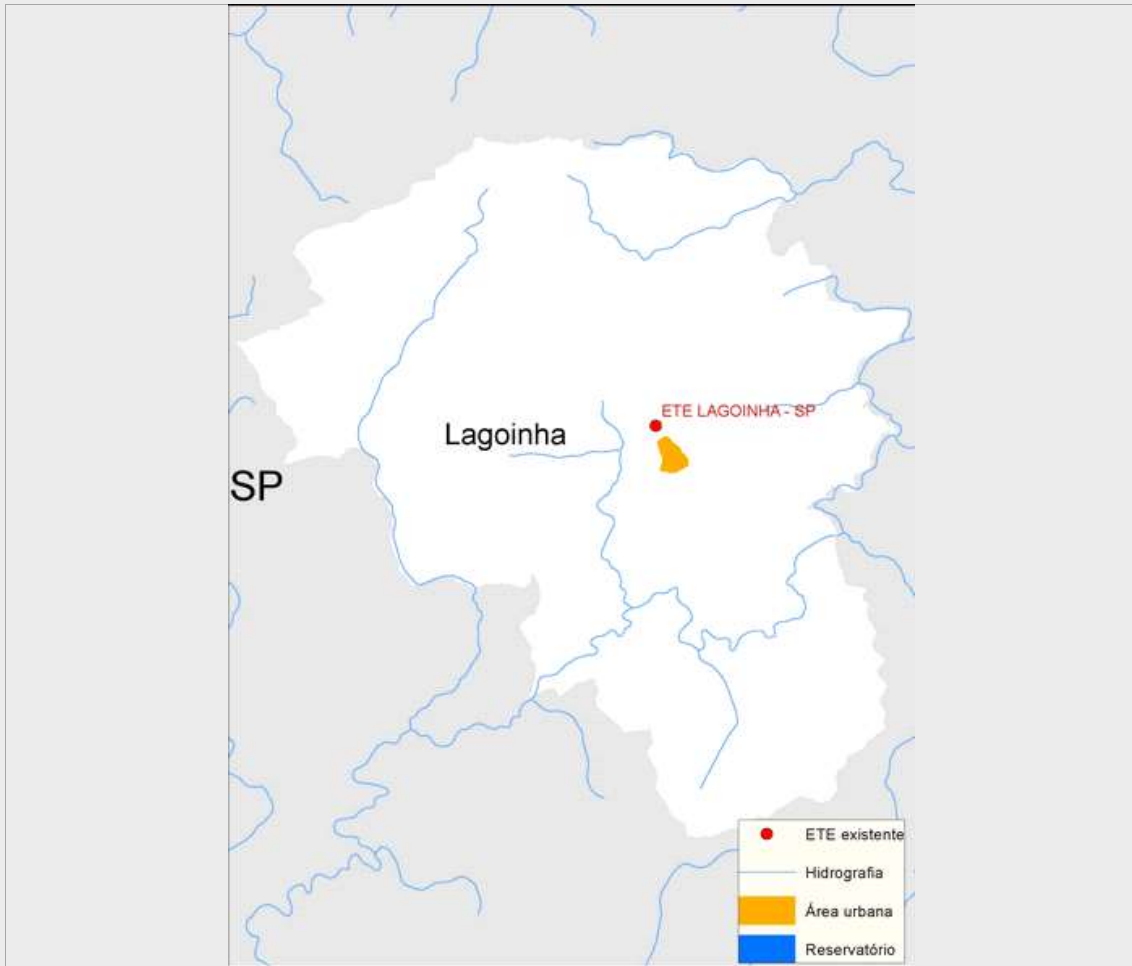 ETE LAGOINHA - SP
Lagoinha
SP
ETE existente
Hidrografia
Área urbana
Reservatório